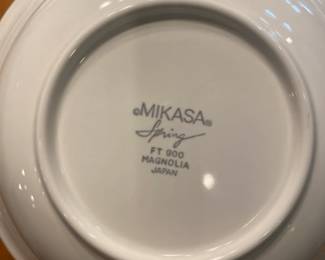 ©MIKASA®
Spring
FT 900
MAGNOLIA
JAPAN